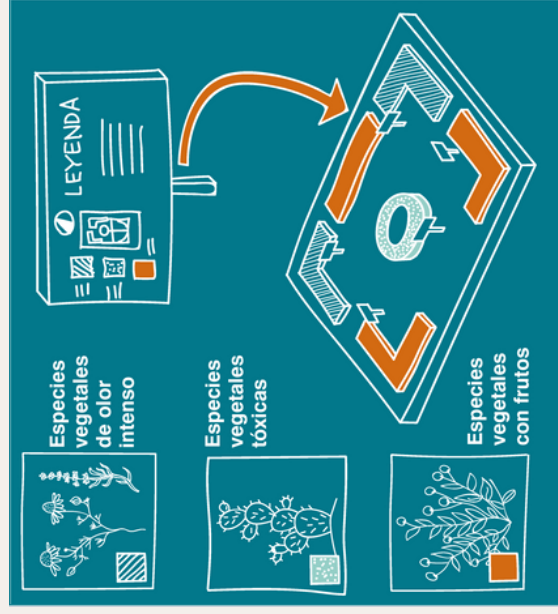 LEYENDA
Especies
vegetales
de olor
intenso
Especies
vegetales
tóxicas
Especies
vegetales
con frutos